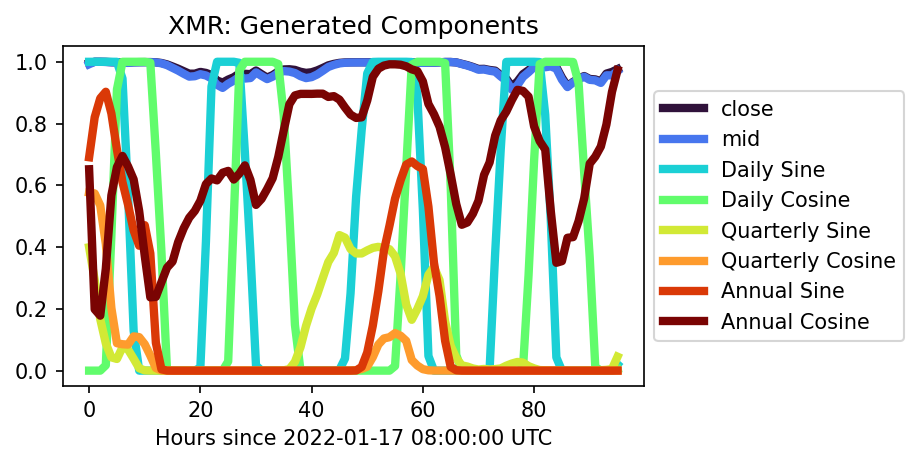 XMR: Generated Components
1.0
0.8
0.6
0.4
0.2
0.0
0 20 40 60 80
Hours since 2022-01-17 08:00:00 UTC
close
mid
Daily Sine
Daily Cosine
Quarterly Sine
Quarterly Cosine
Annual Sine
Annual Cosine